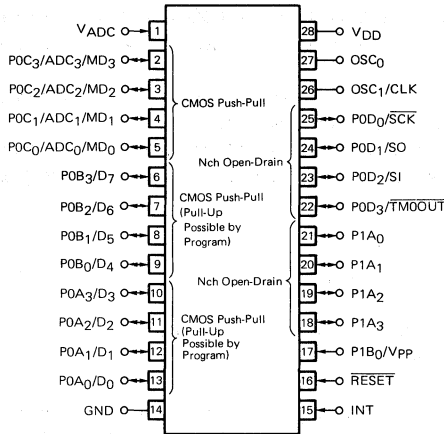 VADC 1 28 VDD
P0C3/ADC3/MD3 2 27 OSC0
P0C2/ADC2/MD2 3 26 OSC1/CLK
CMOS Push-Pull
P0C1/ADC1/MD1 4 25 P0D0/SCK
P0C0/ADC0/MD0 5 24 P0D1/SO
Nch Open-Drain
P0B3/D7 6 23 P0D2/SI
P0B2/D6 7 22 P0D3/TM0OUT
CMOS Push-Pull
(Pull-Up
Possible by
Program)
P0B1/D5 8 21 P1A0
P0B0/D4 9 20 P1A1
Nch Open-Drain
P0A3/D3 10 19 P1A2
P0A2/D2 11 18 P1A3
CMOS Push-Pull
(Pull-Up
Possible by
Program)
P0A1/D1 12 17 P1B0/VPP
P0A0/D0 13 16 RESET
GND 14 15 INT